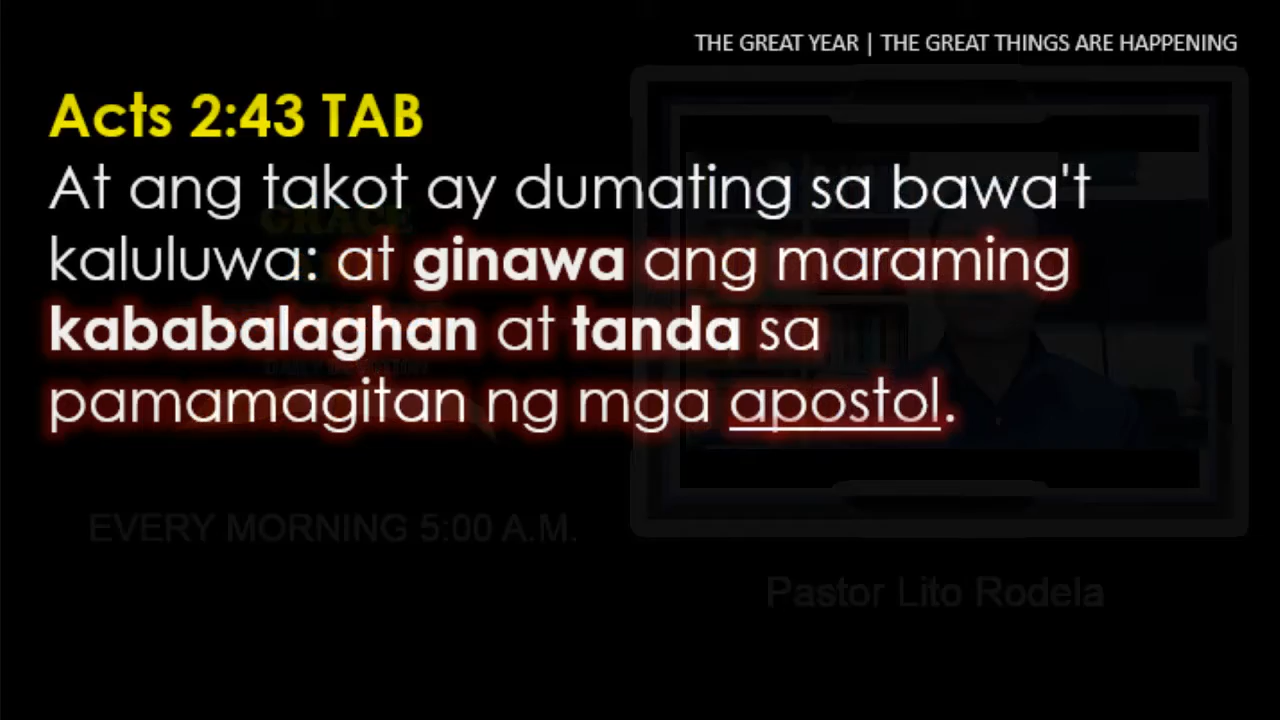 THE GREAT YEAR | THE GREAT THINGS ARE HAPPENING
Acts 2:43 TAB
At ang takot ay dumating sa bawa't
kaluluwa: at ginawa ang maraming
kababalaghan at tanda sa
pamamagitan ng mga apostol.
GRACE
EVERY MORNING 5:00 A.M.
Pastor Lito Rodela